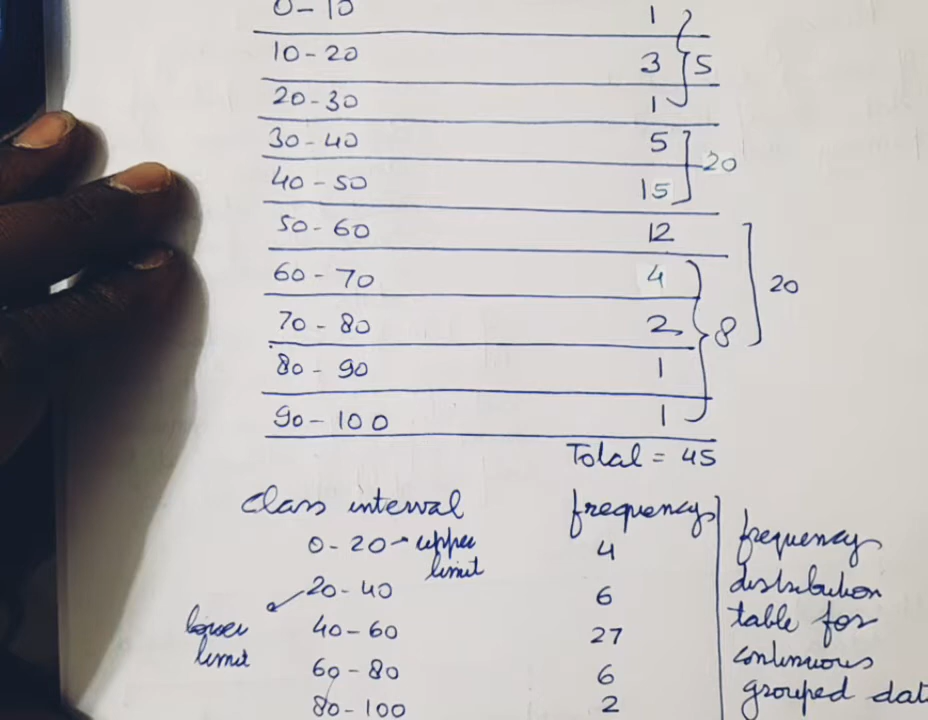 0-10 1
10-20 3 5
20-30 1
30-40 5
40-50 15 20
50-60 12
60-70 4 20
70-80 2 8
80-90 1
90-100 1
Total = 45
Class interval frequency
0-20 upper limit 4
20-40 6
lower limit
40-60 27
60-80 6
80-100 2
frequency
distribution
table for
continuous
grouped dat